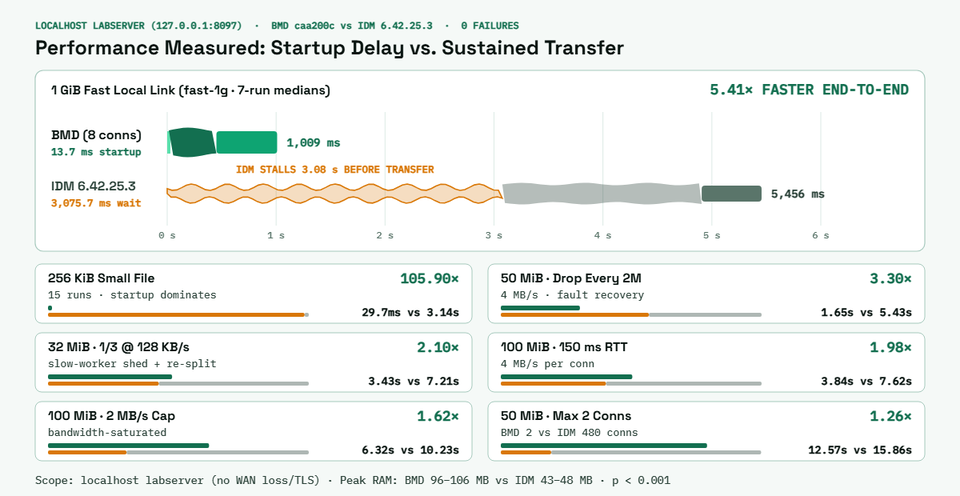 LOCALHOST LABSERVER (127.0.0.1:8097) · BMD caa200c vs IDM 6.42.25.3 · 0 FAILURES
Performance Measured: Startup Delay vs. Sustained Transfer
1 GiB Fast Local Link (fast-1g · 7-run medians)
5.41× FASTER END-TO-END
BMD (8 conns)
13.7 ms startup
1,009 ms
IDM STALLS 3.08 s BEFORE TRANSFER
IDM 6.42.25.3
3,075.7 ms wait
5,456 ms
0 s 1 s 2 s 3 s 4 s 5 s 6 s
256 KiB Small File
105.90×
15 runs · startup dominates
29.7ms vs 3.14s
50 MiB · Drop Every 2M
3.30×
4 MB/s · fault recovery
1.65s vs 5.43s
32 MiB · 1/3 @ 128 KB/s
2.10×
slow-worker shed + re-split
3.43s vs 7.21s
100 MiB · 150 ms RTT
1.98×
4 MB/s per conn
3.84s vs 7.62s
100 MiB · 2 MB/s Cap
1.62×
bandwidth-saturated
6.32s vs 10.23s
50 MiB · Max 2 Conns
1.26×
BMD 2 vs IDM 480 conns
12.57s vs 15.86s
Scope: localhost labserver (no WAN loss/TLS) · Peak RAM: BMD 96–106 MB vs IDM 43–48 MB · p < 0.001